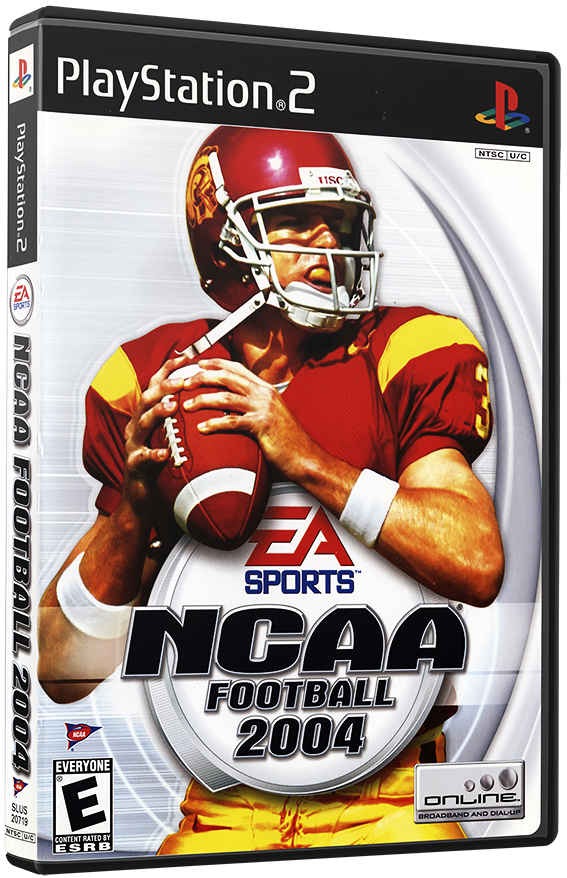 PlayStation®2
NTSC U/C
USC
3
EA
SPORTS™
NCAA®
FOOTBALL
2004
NCAA
EVERYONE
E
®
CONTENT RATED BY
ESRB
ONLINE
BROADBAND AND DIAL-UP
PlayStation®2
EA
SPORTS
NCAA FOOTBALL 2004
SLUS
20719
NTSC U/C